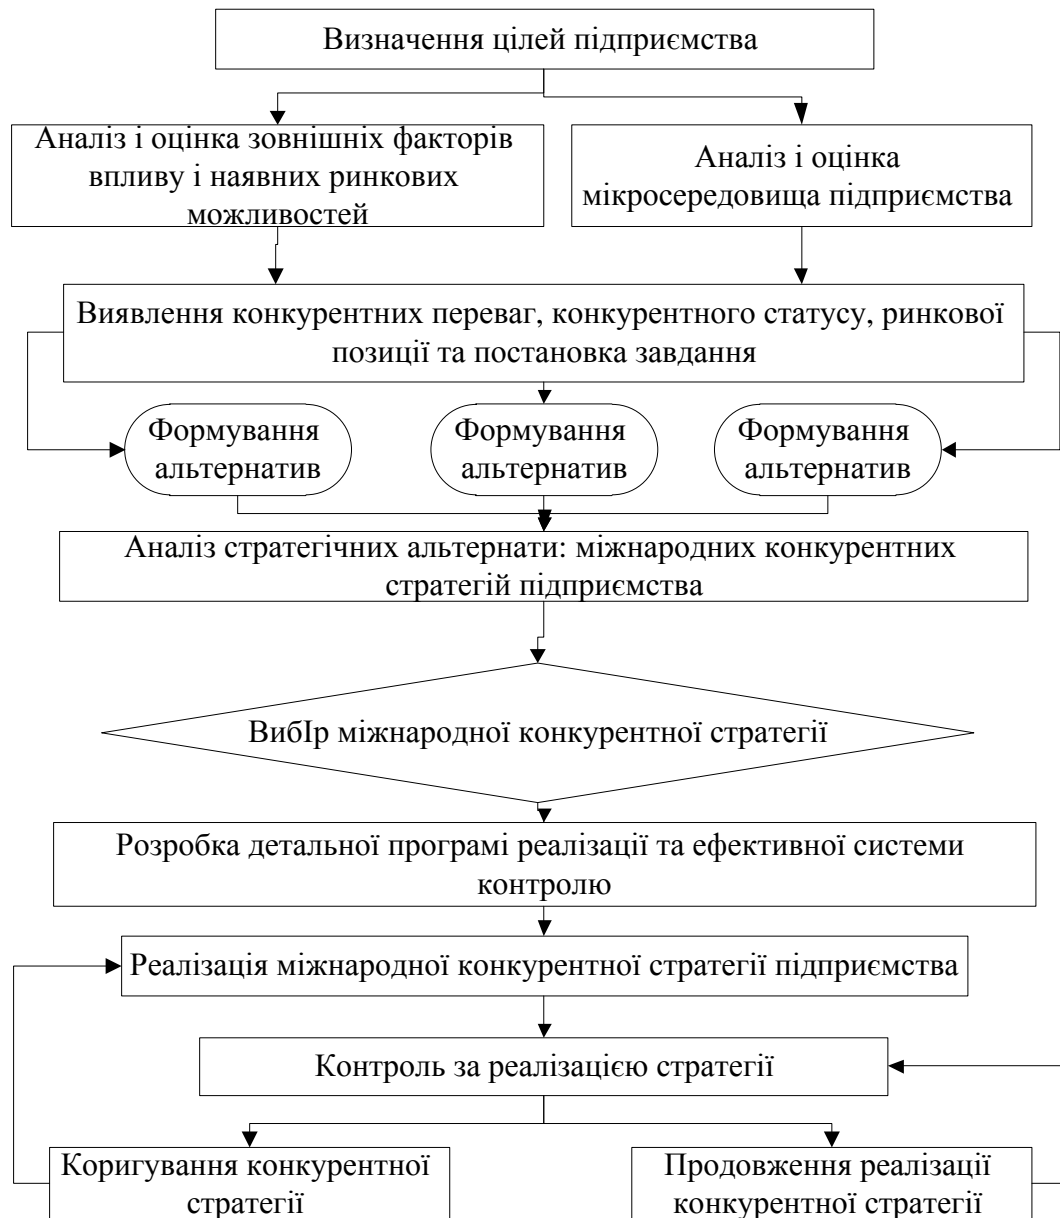 Визначення цілей підприємства
Аналіз і оцінка зовнішніх факторів
впливу і наявних ринкових
можливостей
Аналіз і оцінка
мікросередовища підприємства
Виявлення конкурентних переваг, конкурентного статусу, ринкової
позиції та постановка завдання
Формування
альтернатив
Формування
альтернатив
Формування
альтернатив
Аналіз стратегічних альтернати: міжнародних конкурентних
стратегій підприємства
ВибІр міжнародної конкурентної стратегії
Розробка детальної програмі реалізації та ефективної системи
контролю
Реалізація міжнародної конкурентної стратегії підприємства
Контроль за реалізацією стратегії
Коригування конкурентної
стратегії
Продовження реалізації
конкурентної стратегії